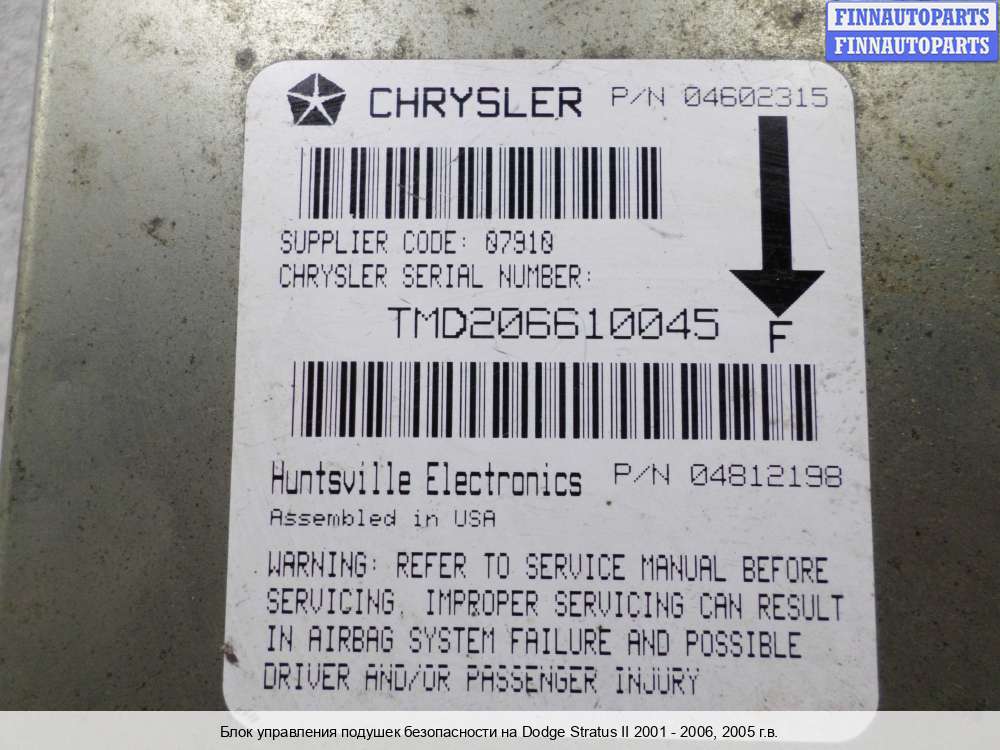 FINNAUTOPARTS
FINNAUTOPARTS
CHRYSLER P/N 04602315
SUPPLIER CODE: 07910
CHRYSLER SERIAL NUMBER:
TMD206610045 F
Huntsville Electronics P/N 04812198
Assembled in USA
WARNING: REFER TO SERVICE MANUAL BEFORE
SERVICING. IMPROPER SERVICING CAN RESULT
IN AIRBAG SYSTEM FAILURE AND POSSIBLE
DRIVER AND/OR PASSENGER INJURY
Блок управления подушек безопасности на Dodge Stratus II 2001 - 2006, 2005 г.в.